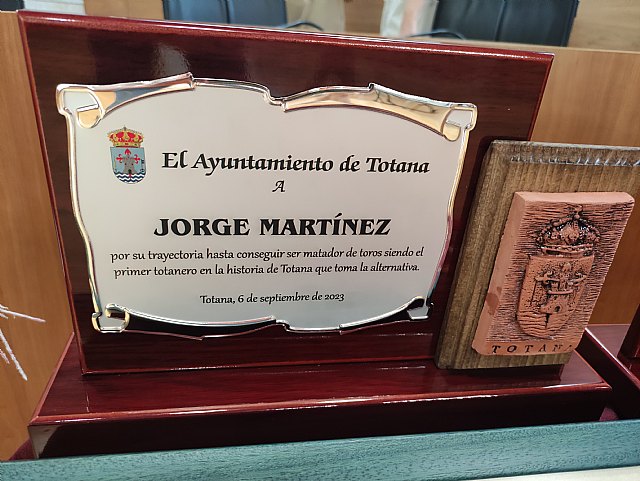 El Ayuntamiento de Totana
A
JORGE MARTÍNEZ
por su trayectoria hasta conseguir ser matador de toros siendo el
primer totanero en la historia de Totana que toma la alternativa.
Totana, 6 de septiembre de 2023
TOTANA